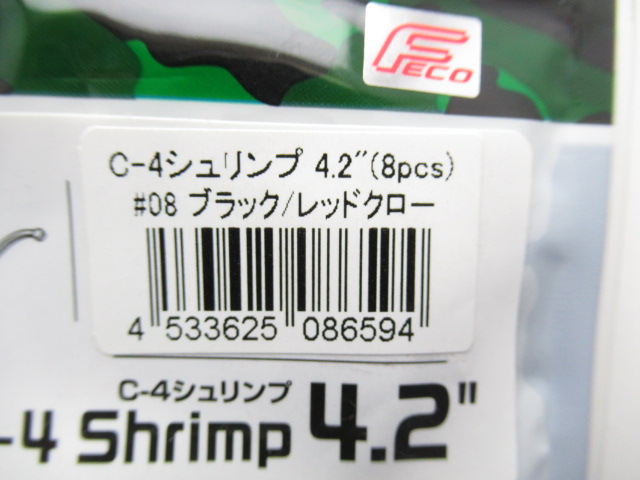 FECO
C-4シュリンプ 4.2"(8pcs)
#08 ブラック/レッドクロー
4 533625 086594
C-4シュリンプ
-4 Shrimp 4.2"